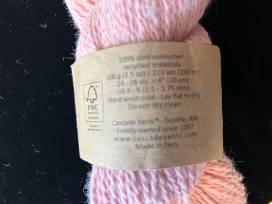 100% post-consumer
recycled materials
100 g (3.5 oz) / 273 yds (250 m)
24 - 28 sts = 4" (10 cm)
US 4 - 5 (3.5 - 3.75 mm)
Hand wash cold - Lay flat to dry
Do not dry clean
FSC
Cascade Yarns® - Seattle, WA
Family owned since 1987
www.cascadeyarns.com
Made in Peru